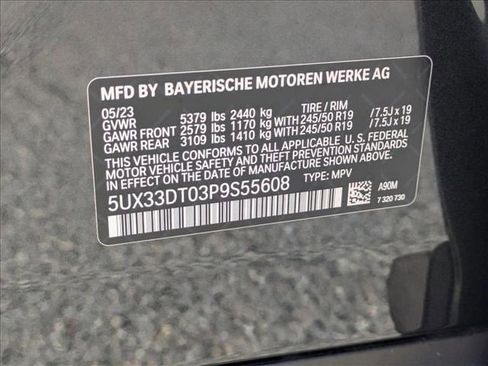 MFD BY BAYERISCHE MOTOREN WERKE AG
05/23 TIRE / RIM
GVWR 5379 lbs 2440 kg
GAWR FRONT 2579 lbs 1170 kg WITH 245/50 R19 /7.5J x 19
GAWR REAR 3109 lbs 1410 kg WITH 245/50 R19 /7.5J x 19
THIS VEHICLE CONFORMS TO ALL APPLICABLE U.S. FEDERAL
MOTOR VEHICLE SAFETY AND THEFT PREVENTION STANDARDS
IN EFFECT ON THE DATE OF MANUFACTURE SHOWN ABOVE.
5UX33DT03P9S55608 TYPE: MPV
A90M
7 320 730